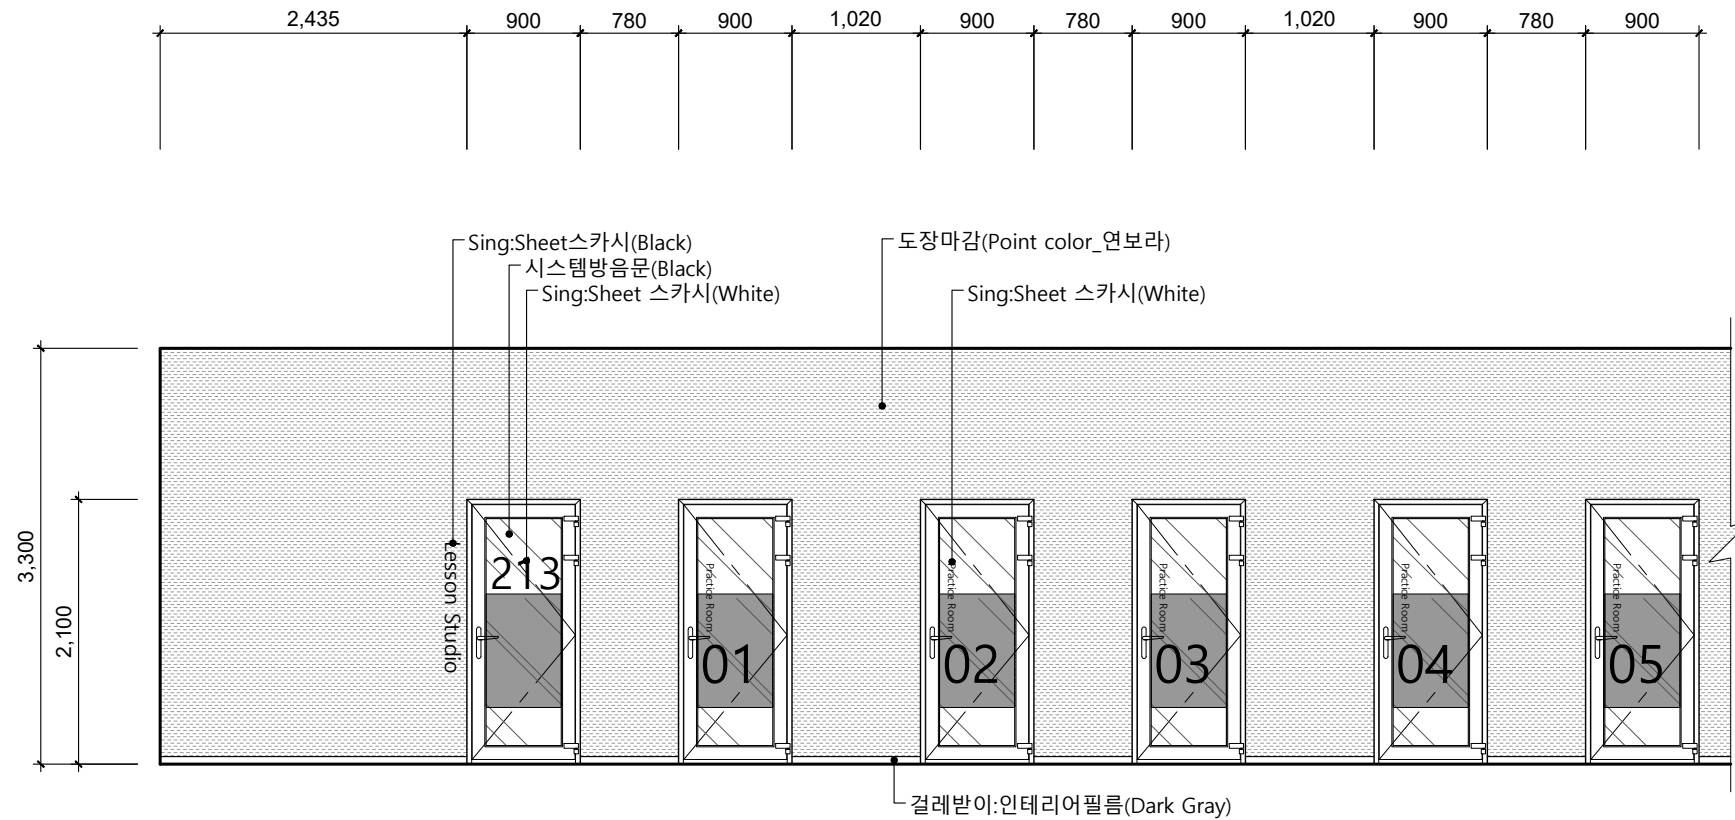 2,435 900 780 900 1,020 900 780 900 1,020 900 780 900
Sing:Sheet스카시(Black)
시스템방음문(Black)
Sing:Sheet 스카시(White)
도장마감(Point color_연보라)
Sing:Sheet 스카시(White)
3,300
2,100
Lesson Studio
213
Practice Room
01
Practice Room
02
Practice Room
03
Practice Room
04
Practice Room
05
걸레받이:인테리어필름(Dark Gray)